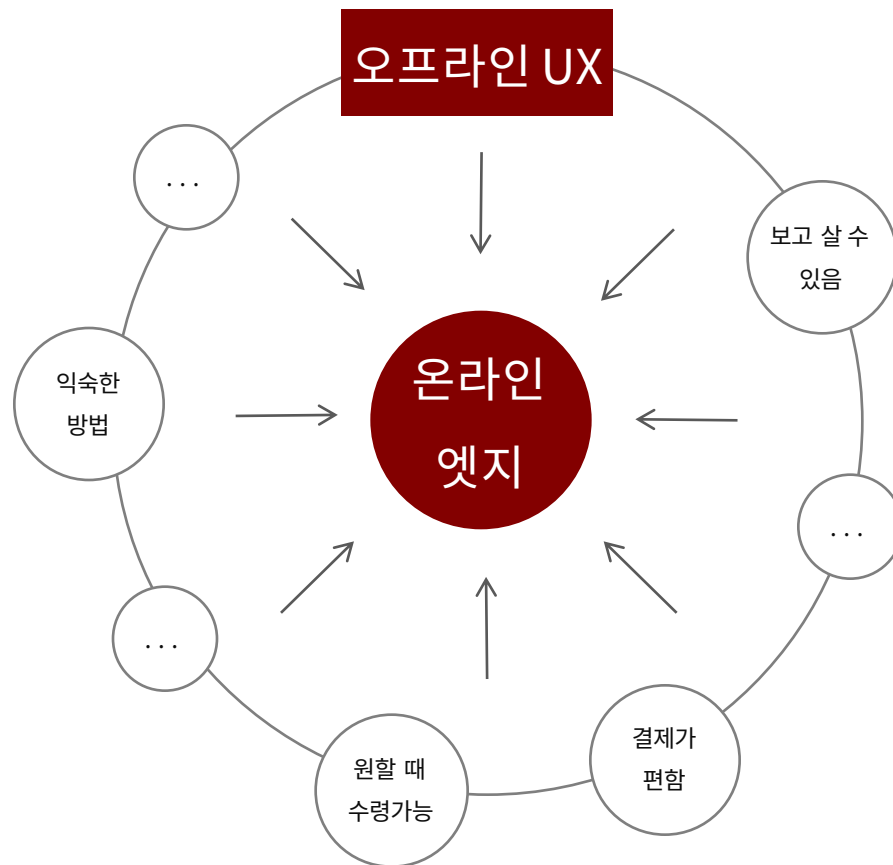 오프라인 UX
...
보고 살 수
있음
온라인
엣지
익숙한
방법
...
...
원할 때
수령가능
결제가
편함